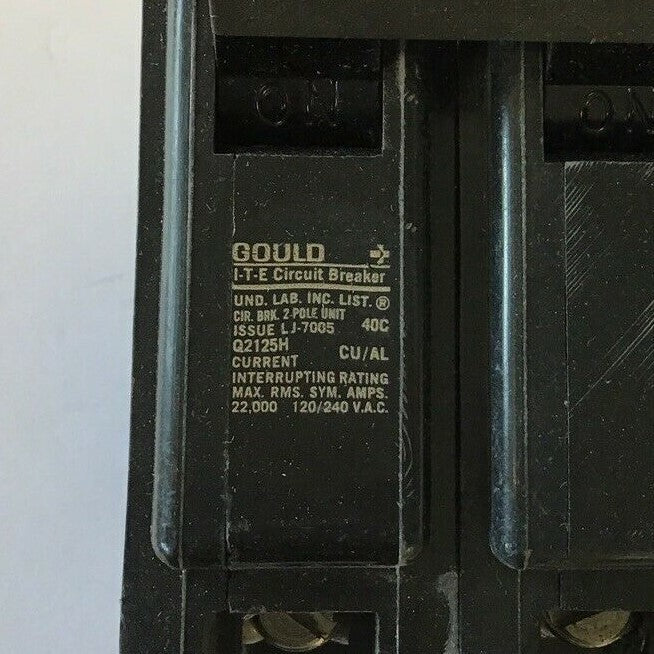 ON ON
GOULD
I-T-E Circuit Breaker
UND. LAB. INC. LIST. ®
CIR. BRK. 2-POLE UNIT
ISSUE LJ-7005 40C
Q2125H CU/AL
CURRENT
INTERRUPTING RATING
MAX. RMS. SYM. AMPS.
22,000 120/240 V.A.C.